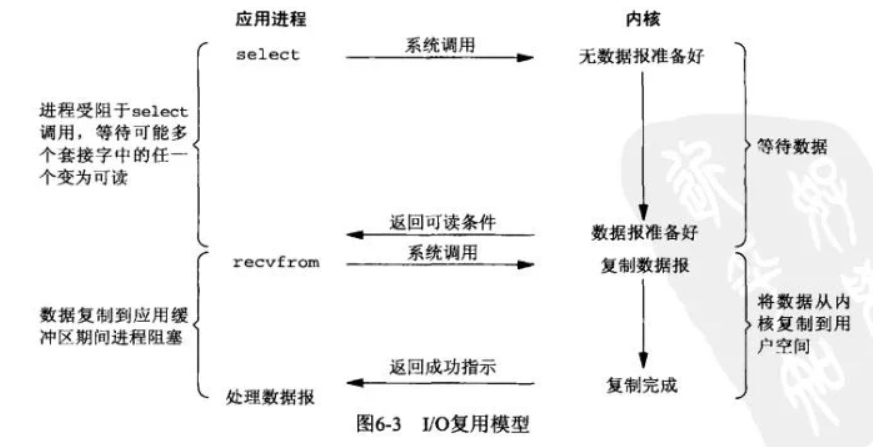 应用进程
内核
select
系统调用
无数据报准备好
进程受阻于select
调用，等待可能多
个套接字中的任一
个变为可读
等待数据
返回可读条件
数据报准备好
recvfrom
系统调用
复制数据报
数据复制到应用缓
冲区期间进程阻塞
将数据从内
核复制到用
户空间
返回成功指示
复制完成
处理数据报
图6-3 I/O复用模型